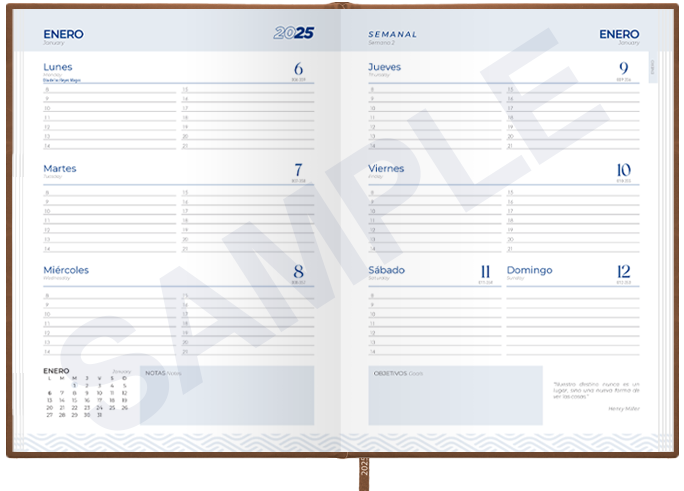 ENERO
January
2025
SEMANAL
Semana 2
ENERO
January
Lunes
Monday
Día de los Reyes Magos
6
006-359
8 15
9 16
10 17
11 18
12 19
13 20
14 21
Martes
Tuesday
7
007-358
8 15
9 16
10 17
11 18
12 19
13 20
14 21
Miércoles
Wednesday
8
008-357
8 15
9 16
10 17
11 18
12 19
13 20
14 21
ENERO January
L M M J V S D
1 2 3 4 5
6 7 8 9 10 11 12
13 14 15 16 17 18 19
20 21 22 23 24 25 26
27 28 29 30 31
NOTAS Notes
Jueves
Thursday
9
009-356
8 15
9 16
10 17
11 18
12 19
13 20
14 21
Viernes
Friday
10
8 15
9 16
10 17
11 18
12 19
13 20
14 21
Sábado
Saturday
11
Domingo
Sunday
12
8
9
10
11
12
13
14
OBJETIVOS Goals
"Nuestro destino nunca es un
lugar, sino una nueva forma de
ver las cosas."
Henry Miller
SAMPLE
2025